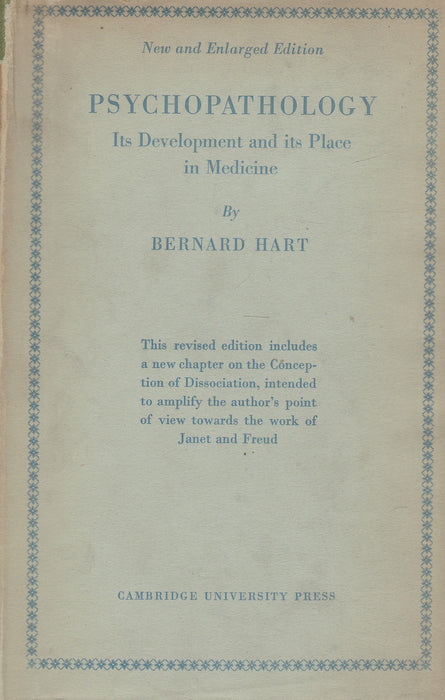 New and Enlarged Edition
PSYCHOPATHOLOGY
Its Development and its Place
in Medicine
By
BERNARD HART
This revised edition includes
a new chapter on the Concep-
tion of Dissociation, intended
to amplify the author's point
of view towards the work of
Janet and Freud
CAMBRIDGE UNIVERSITY PRESS